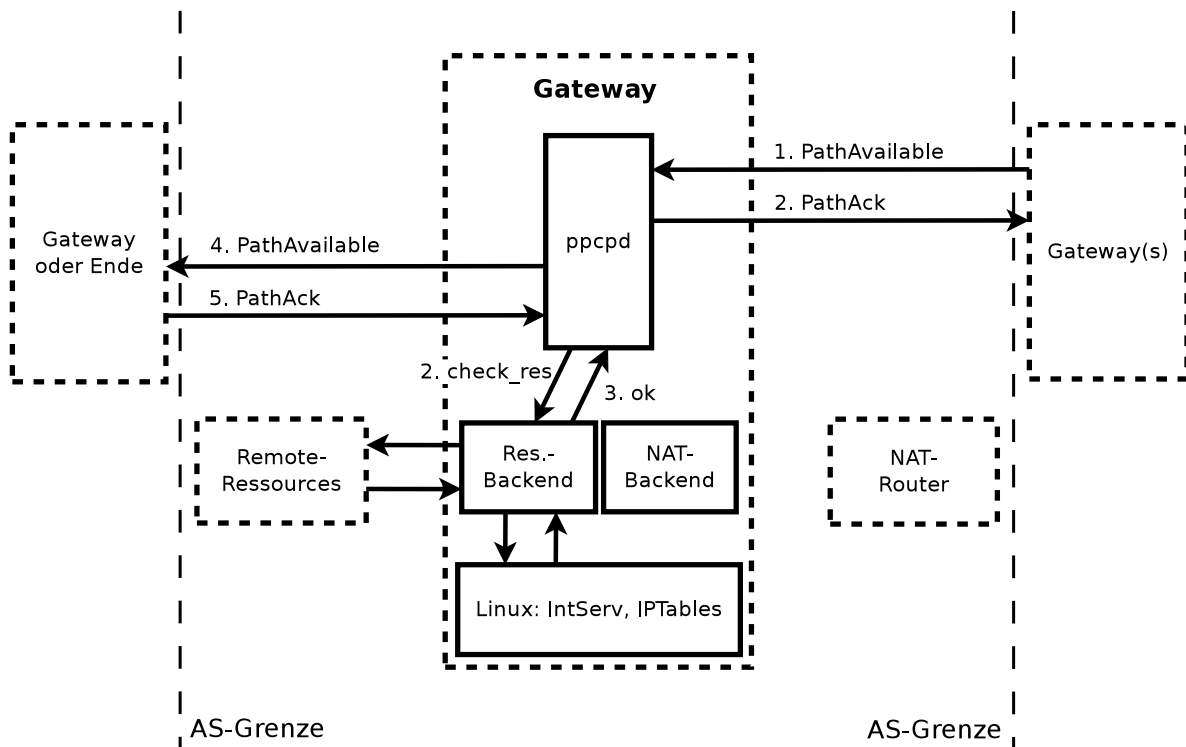 Gateway
1. PathAvailable
2. PathAck
ppcpd
Gateway
oder Ende
4. PathAvailable
5. PathAck
Gateway(s)
2. check_res
3. ok
Remote-
Ressources
Res.-
Backend
NAT-
Backend
NAT-
Router
Linux: IntServ, IPTables
AS-Grenze
AS-Grenze